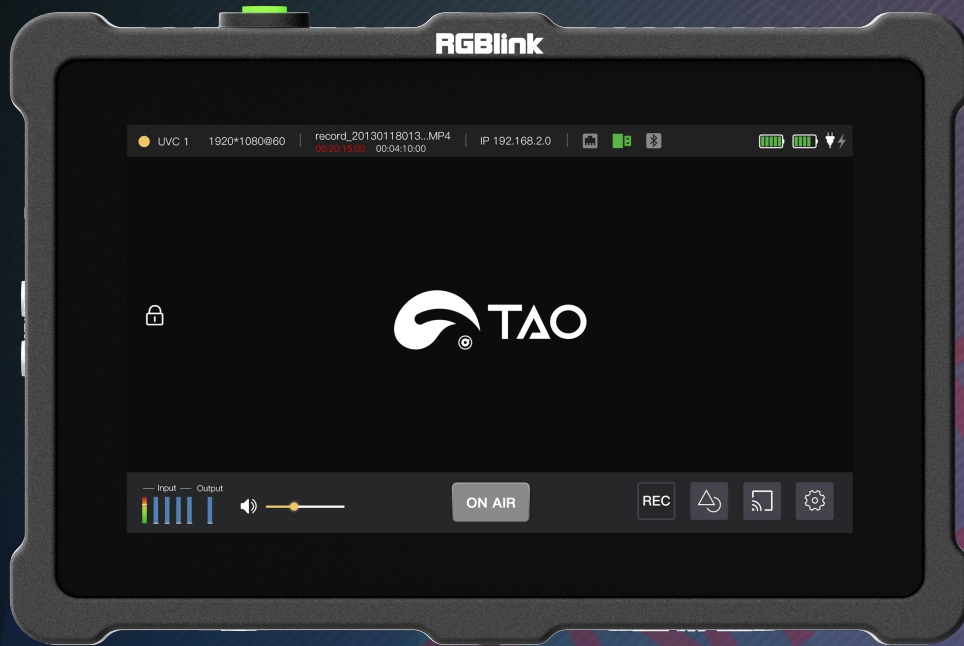 RGBlink
UVC 1 1920*1080@60 record_20130118013...MP4 IP 192.168.2.0
00:20:15:00 00:04:10:00
TAO
Input Output
ON AIR
REC